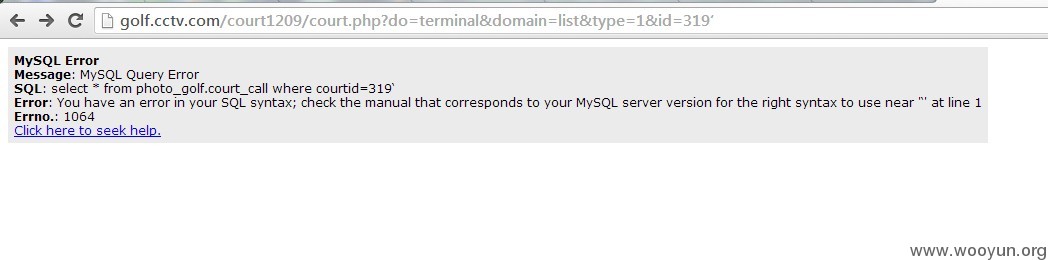 golf.cctv.com/court1209/court.php?do=terminal&domain=list&type=1&id=319`
MySQL Error
Message: MySQL Query Error
SQL: select * from photo_golf.court_call where courtid=319`
Error: You have an error in your SQL syntax; check the manual that corresponds to your MySQL server version for the right syntax to use near '`' at line 1
Errno.: 1064
Click here to seek help.
www.wooyun.org